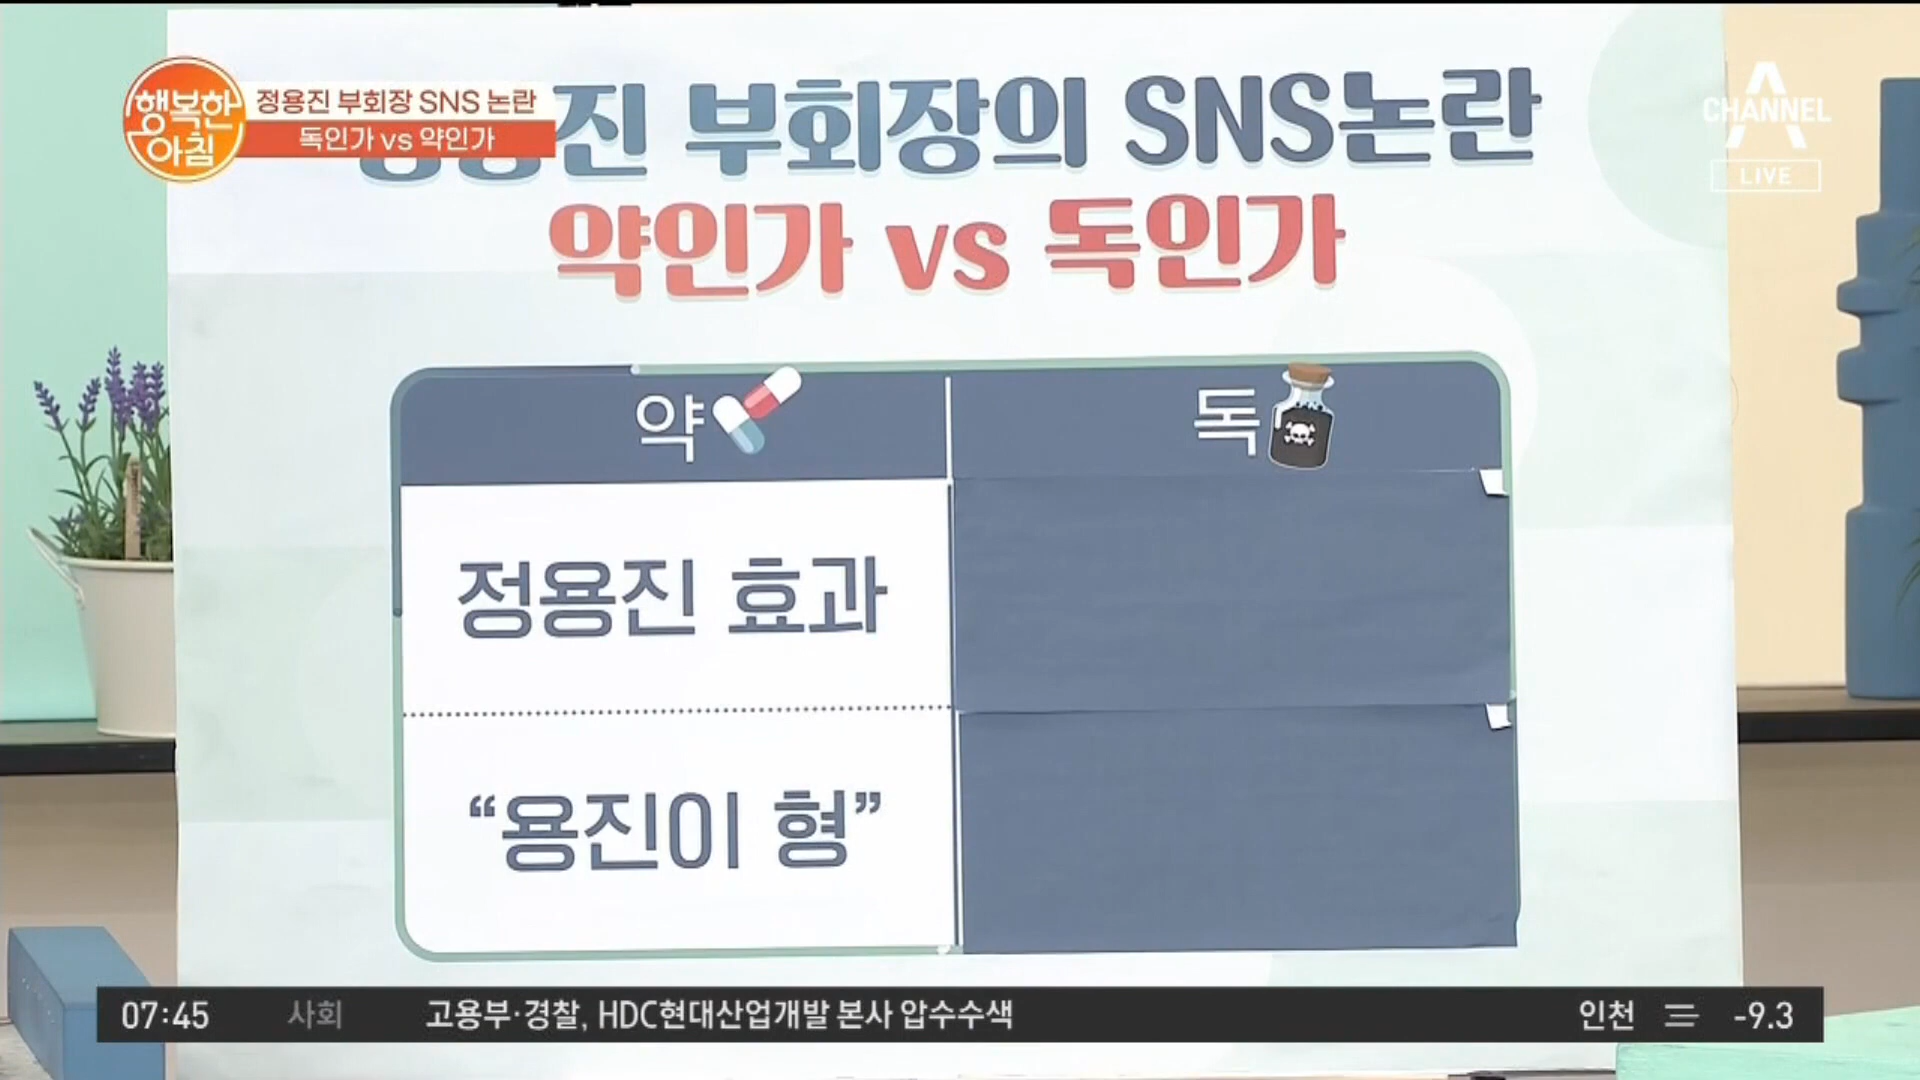 행복한
아침
정용진 부회장 SNS 논란
독인가 vs 약인가
진 부회장의 SNS논란
약인가 vs 독인가
CHANNEL A
LIVE
약
독
정용진 효과
“용진이 형”
07:45 사회 고용부·경찰, HDC현대산업개발 본사 압수수색 인천 -9.3